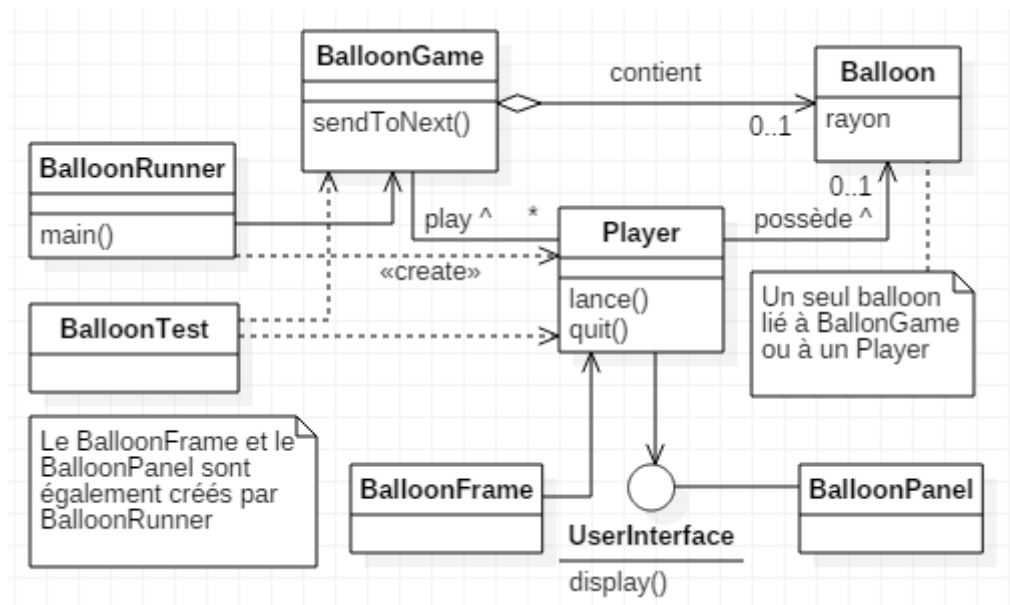 BalloonGame
sendToNext()
contient
0..1
Balloon
rayon
BalloonRunner
main()
play ^
*
0..1
possède ^
Player
lance()
quit()
«create»
BalloonTest
Un seul balloon
lié à BallonGame
ou à un Player
Le BalloonFrame et le
BalloonPanel sont
également créés par
BalloonRunner
BalloonFrame
UserInterface
display()
BalloonPanel